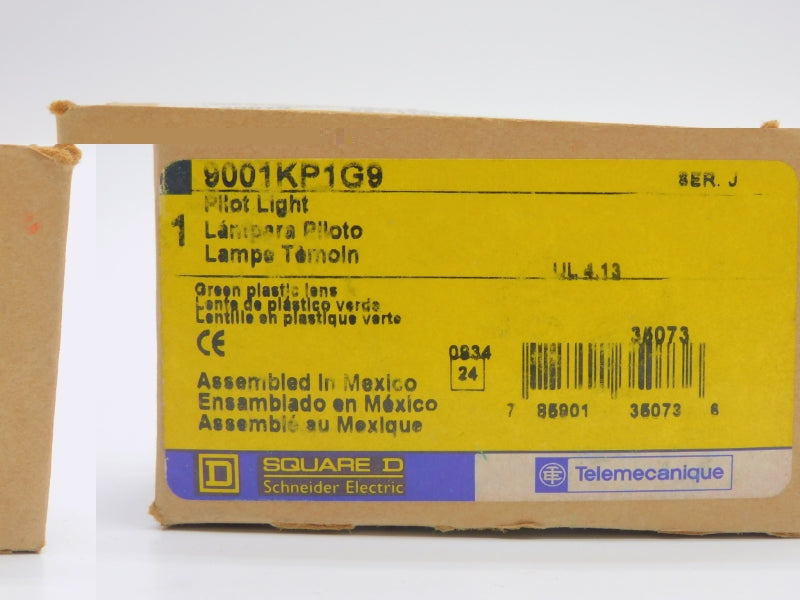 9001KP1G9
SER. J
1
Pilot Light
Lámpara Piloto
Lampe Témoin
UL 4.13
Green plastic lens
Lente de plástico verde
Lentille en plastique verte
CE
0834
24
35073
7 85901 35073 6
Assembled in Mexico
Ensamblado en México
Assemblé au Mexique
D
SQUARE D
Schneider Electric
Telemecanique